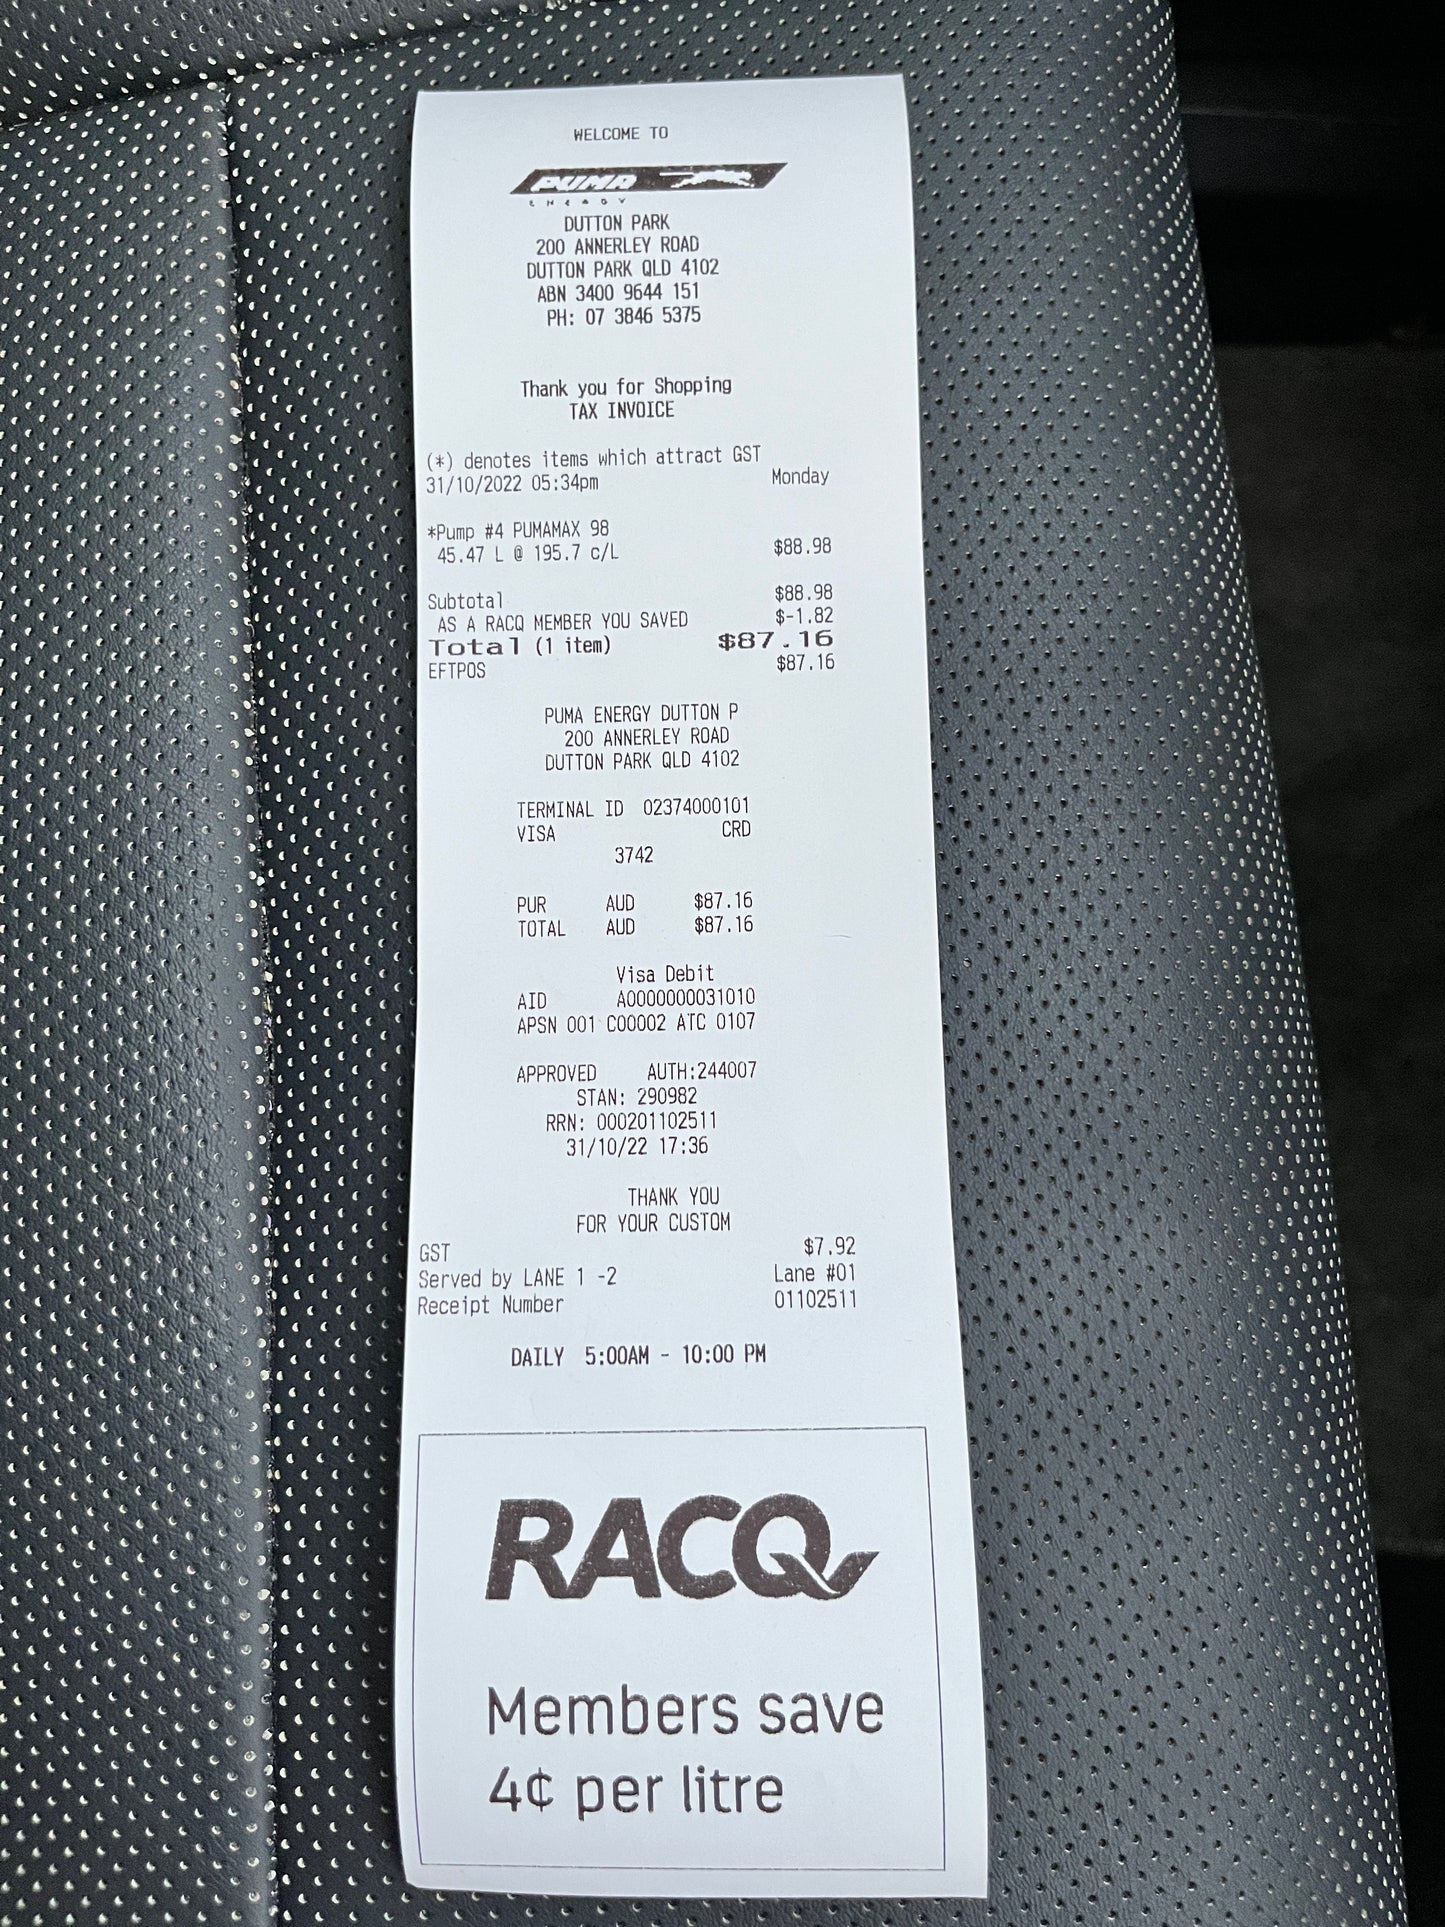 WELCOME TO
PUMA
ENERGY
DUTTON PARK
200 ANNERLEY ROAD
DUTTON PARK QLD 4102
ABN 3400 9644 151
PH: 07 3846 5375
Thank you for Shopping
TAX INVOICE
(*) denotes items which attract GST
31/10/2022 05:34pm Monday
*Pump #4 PUMAMAX 98
45.47 L @ 195.7 c/L $88.98
Subtotal $88.98
AS A RACQ MEMBER YOU SAVED $-1.82
Total (1 item) $87.16
EFTPOS $87.16
PUMA ENERGY DUTTON P
200 ANNERLEY ROAD
DUTTON PARK QLD 4102
TERMINAL ID 02374000101
VISA CRD
3742
PUR AUD $87.16
TOTAL AUD $87.16
Visa Debit
AID A0000000031010
APSN 001 C00002 ATC 0107
APPROVED AUTH:244007
STAN: 290982
RRN: 000201102511
31/10/22 17:36
THANK YOU
FOR YOUR CUSTOM
GST $7.92
Served by LANE 1 -2 Lane #01
Receipt Number 01102511
DAILY 5:00AM - 10:00 PM
RACQ
Members save
4¢ per litre